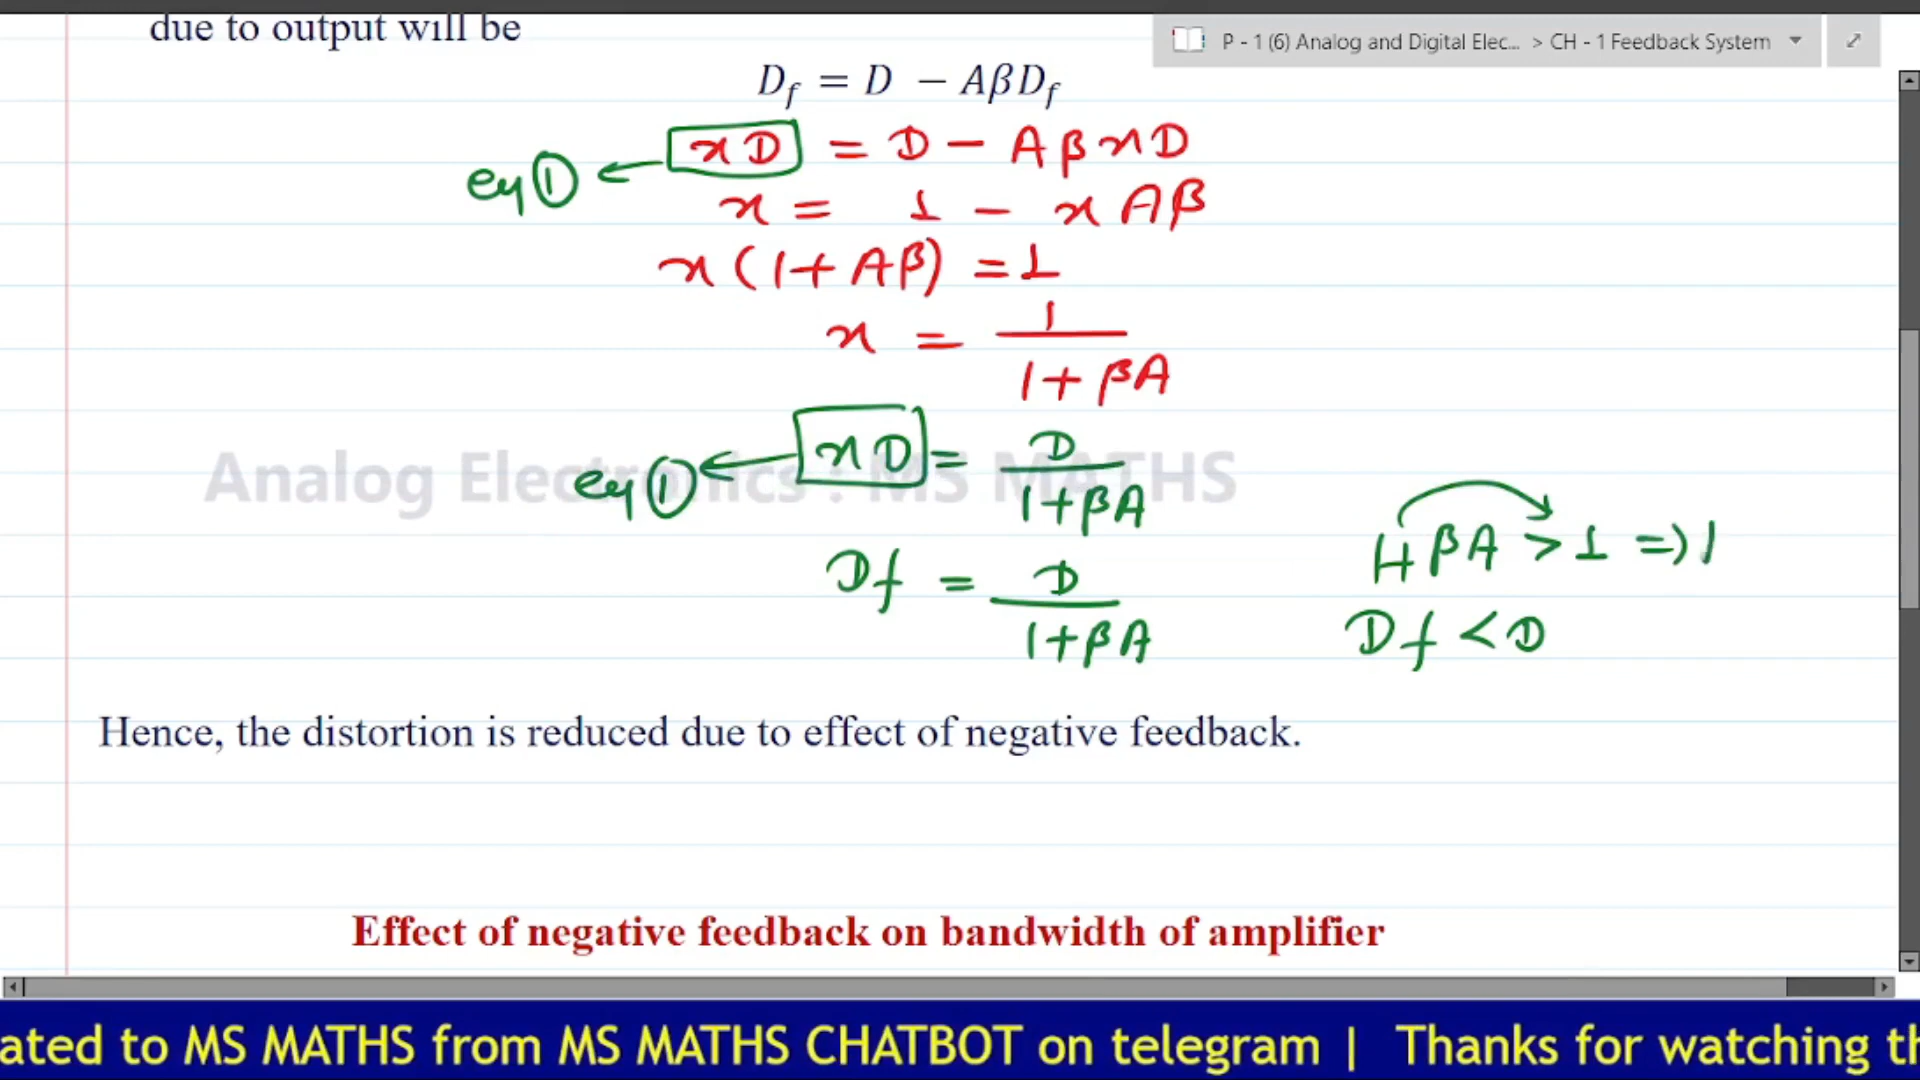 due to output will be
P - 1 (6) Analog and Digital Elec... > CH - 1 Feedback System
D_f = D − AβD_f
eq ① ← xD = D − AβxD
x = 1 − xAβ
x(1 + Aβ) = 1
x = 1 / (1 + βA)
Analog Electronics : MS MATHS
eq ① ← xD = D / (1 + βA)
1+βA > 1 ⇒ 1
Df = D / (1 + βA)
Df < D
Hence, the distortion is reduced due to effect of negative feedback.
Effect of negative feedback on bandwidth of amplifier
ated to MS MATHS from MS MATHS CHATBOT on telegram | Thanks for watching th